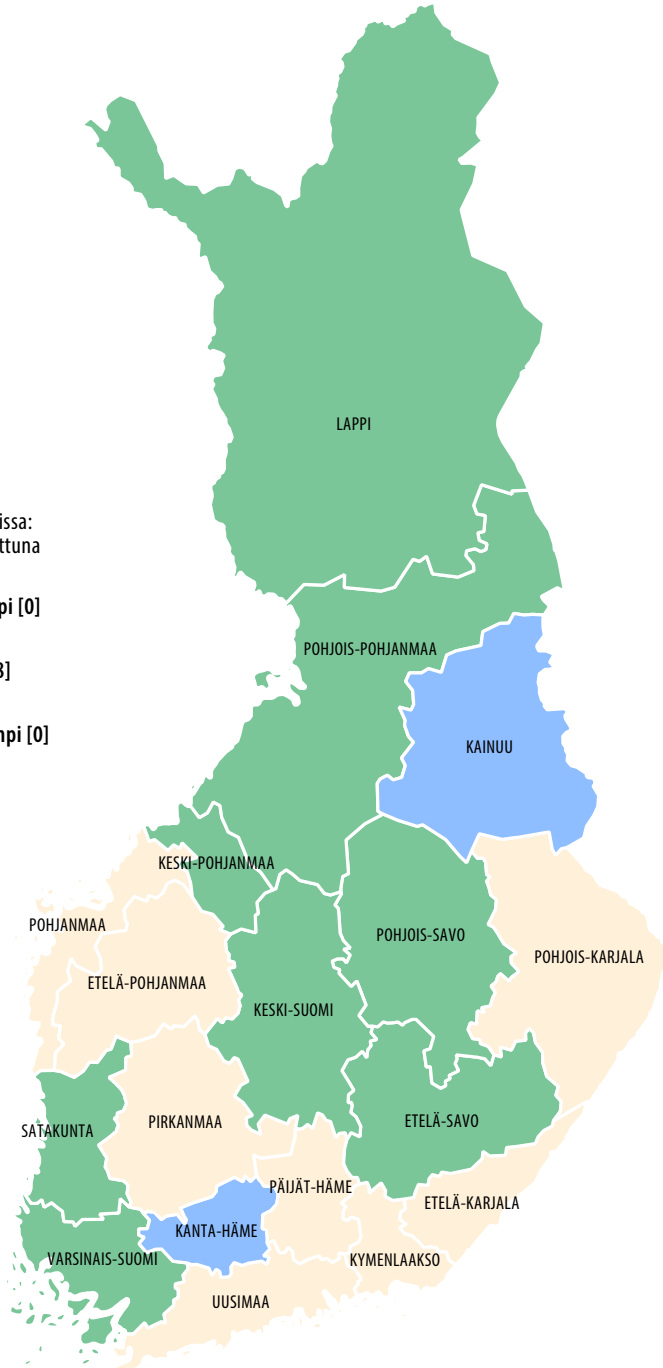 LAPPI
issa:
ttuna
pi [0]
POHJOIS-POHJANMAA
3]
npi [0]
KAINUU
KESKI-POHJANMAA
POHJANMAA
POHJOIS-SAVO
POHJOIS-KARJALA
ETELÄ-POHJANMAA
KESKI-SUOMI
SATAKUNTA
PIRKANMAA
ETELÄ-SAVO
PÄIJÄT-HÄME
ETELÄ-KARJALA
KANTA-HÄME
VARSINAIS-SUOMI
KYMENLAAKSO
UUSIMAA